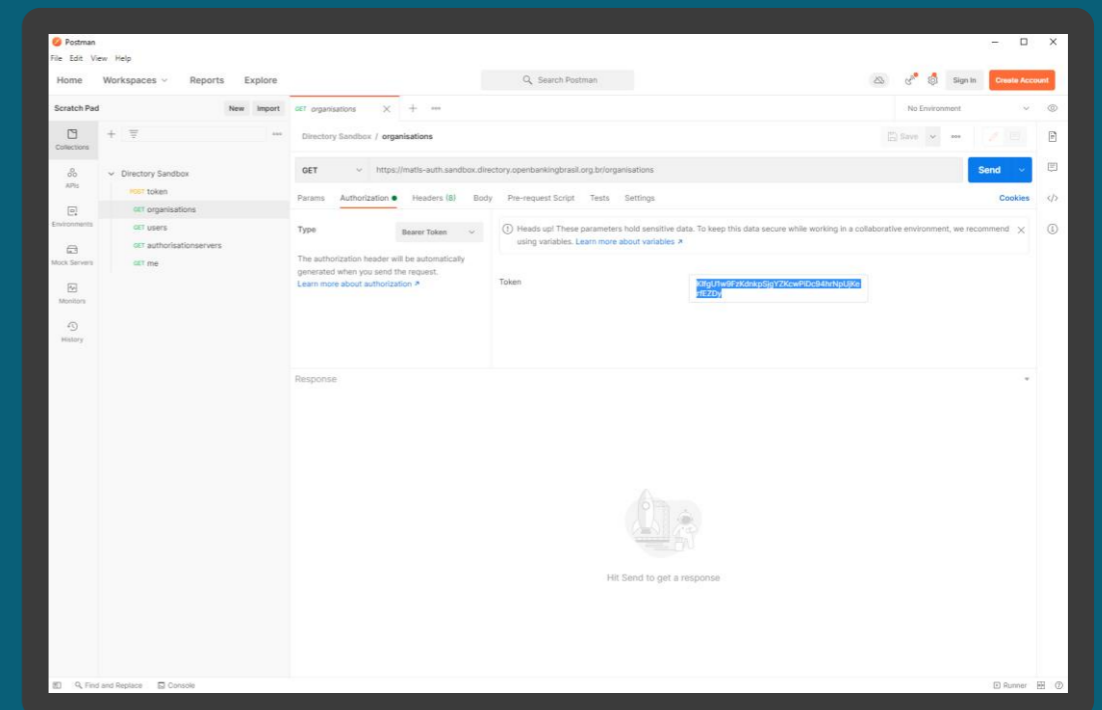 Postman
File Edit View Help
Home Workspaces Reports Explore
Search Postman
Sign In
Create Account
Scratch Pad
New
Import
GET organisations
No Environment
Collections
APIs
Environments
Mock Servers
Monitors
History
Directory Sandbox
POST token
GET organisations
GET users
GET authorisationservers
GET me
Directory Sandbox / organisations
Save
GET
https://matls-auth.sandbox.directory.openbankingbrasil.org.br/organisations
Send
Params Authorization Headers (8) Body Pre-request Script Tests Settings
Cookies
Type
Bearer Token
The authorization header will be automatically
generated when you send the request.
Learn more about authorization
Heads up! These parameters hold sensitive data. To keep this data secure while working in a collaborative environment, we recommend
using variables. Learn more about variables
Token
Response
Hit Send to get a response
Find and Replace
Console
Runner